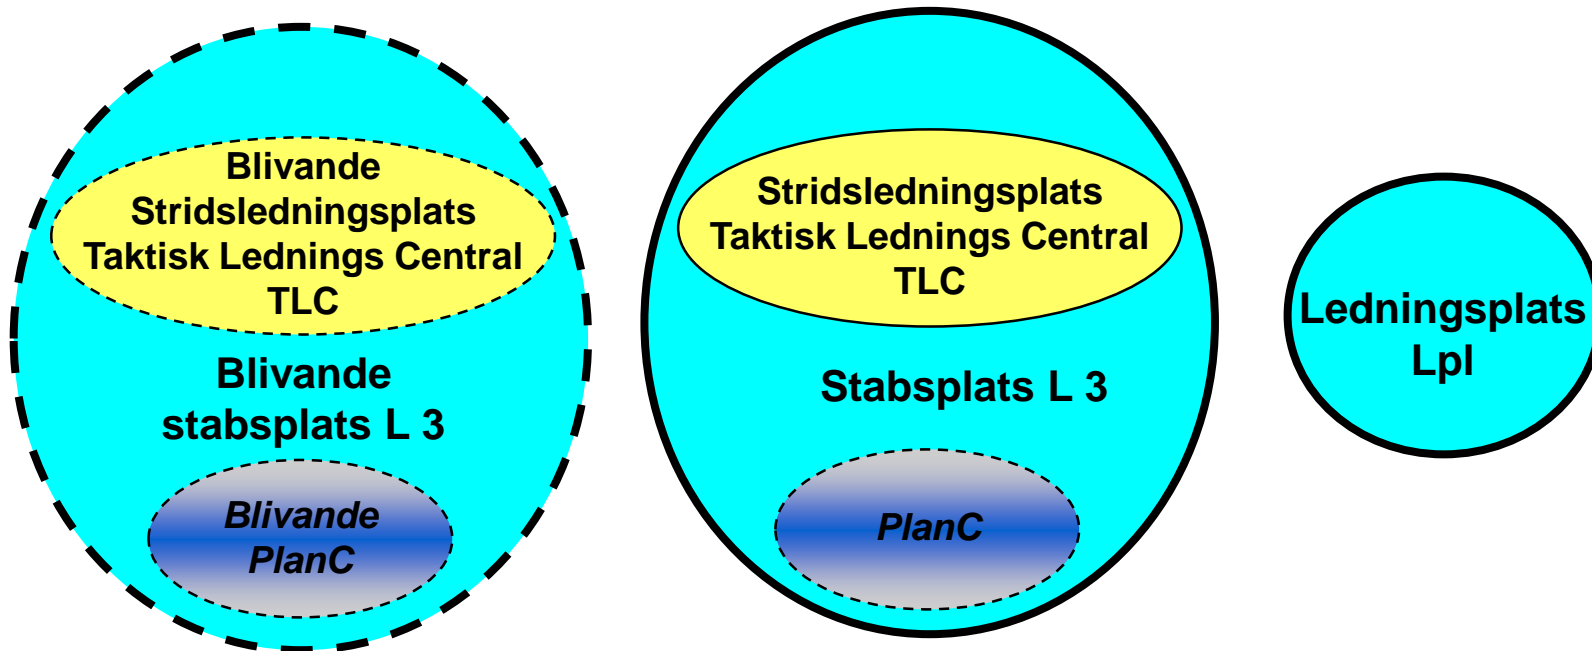 Blivande
Stridsledningsplats
Taktisk Lednings Central
TLC
Blivande
stabsplats L 3
Blivande
PlanC
Stridsledningsplats
Taktisk Lednings Central
TLC
Stabsplats L 3
PlanC
Ledningsplats
Lpl